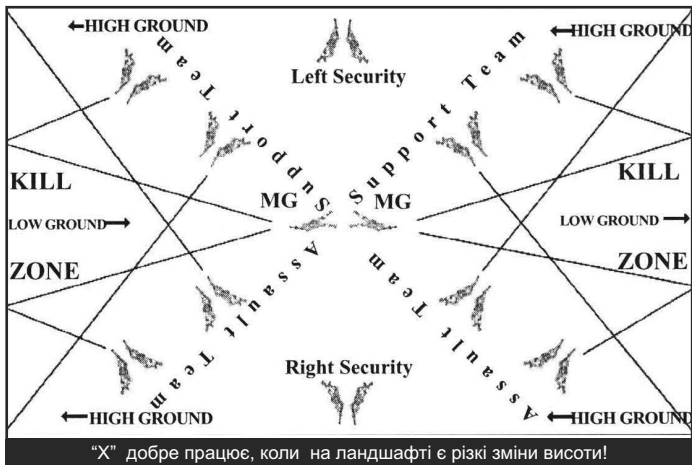 HIGH GROUND
HIGH GROUND
Support Team
Left Security
Support Team
KILL
KILL
MG
MG
LOW GROUND
LOW GROUND
ZONE
ZONE
Assault Team
Assault Team
Right Security
HIGH GROUND
HIGH GROUND
“X” добре працює, коли на ландшафті є різкі зміни висоти!